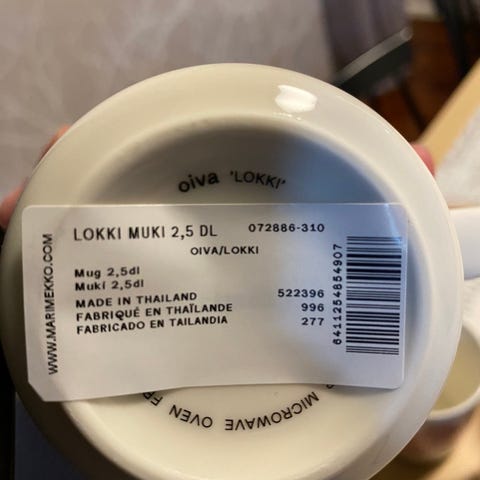 oiva 'LOKKI'
LOKKI MUKI 2,5 DL 072886-310
OIVA/LOKKI
Mug 2,5dl
Muki 2,5dl
MADE IN THAILAND 522396
FABRIQUÉ EN THAÏLANDE 996
FABRICADO EN TAILANDIA 277
WWW.MARIMEKKO.COM
6411254854907
MICROWAVE OVEN